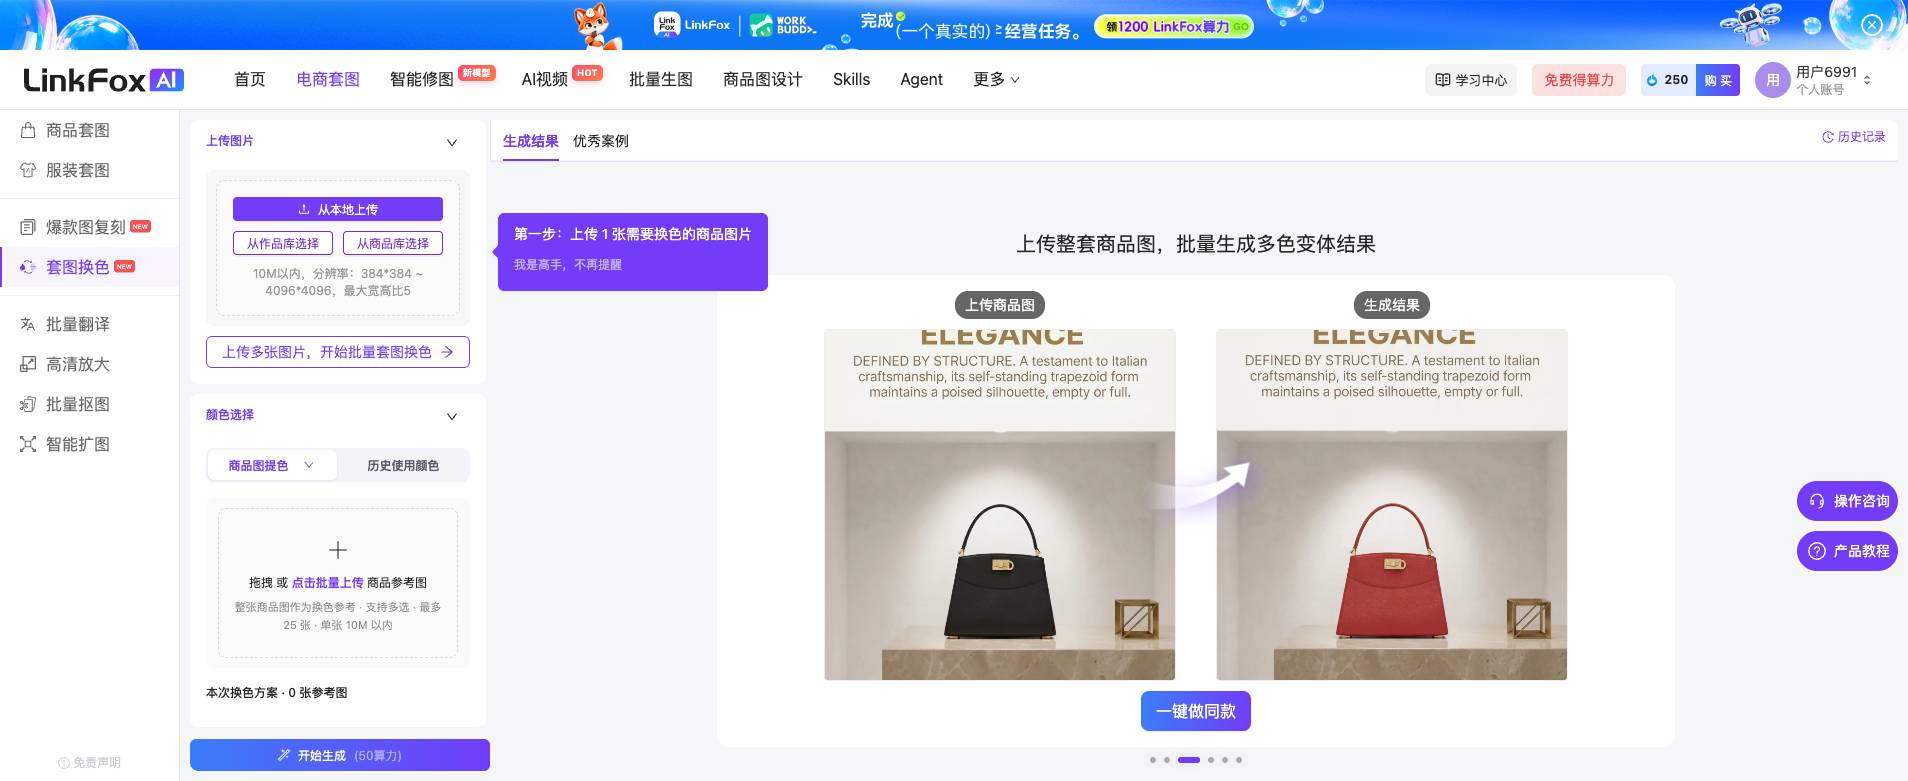 LinkFox AI
LinkFox
WORK BUDD>_
完成
(一个真实的)
经营任务。
领1200 LinkFox算力 GO
LinkFox AI
首页
电商套图
智能修图
新模型
AI视频
HOT
批量生图
商品图设计
Skills
Agent
更多
学习中心
免费得算力
250
购买
用
用户6991
个人账号
商品套图
服装套图
爆款图复刻
NEW
套图换色
NEW
批量翻译
高清放大
批量抠图
智能扩图
免责声明
上传图片
从本地上传
从作品库选择
从商品库选择
10M以内，分辨率：384*384 ~
4096*4096，最大宽高比5
上传多张图片，开始批量套图换色
颜色选择
商品图提色
历史使用颜色
拖拽 或 点击批量上传 商品参考图
整张商品图作为换色参考 · 支持多选 · 最多
25 张 · 单张 10M 以内
本次换色方案 · 0 张参考图
开始生成 (50算力)
生成结果
优秀案例
历史记录
第一步：上传 1 张需要换色的商品图片
我是高手，不再提醒
上传整套商品图，批量生成多色变体结果
上传商品图
ELEGANCE
DEFINED BY STRUCTURE. A testament to Italian
craftsmanship, its self-standing trapezoid form
maintains a poised silhouette, empty or full.
生成结果
ELEGANCE
DEFINED BY STRUCTURE. A testament to Italian
craftsmanship, its self-standing trapezoid form
maintains a poised silhouette, empty or full.
一键做同款
操作咨询
产品教程